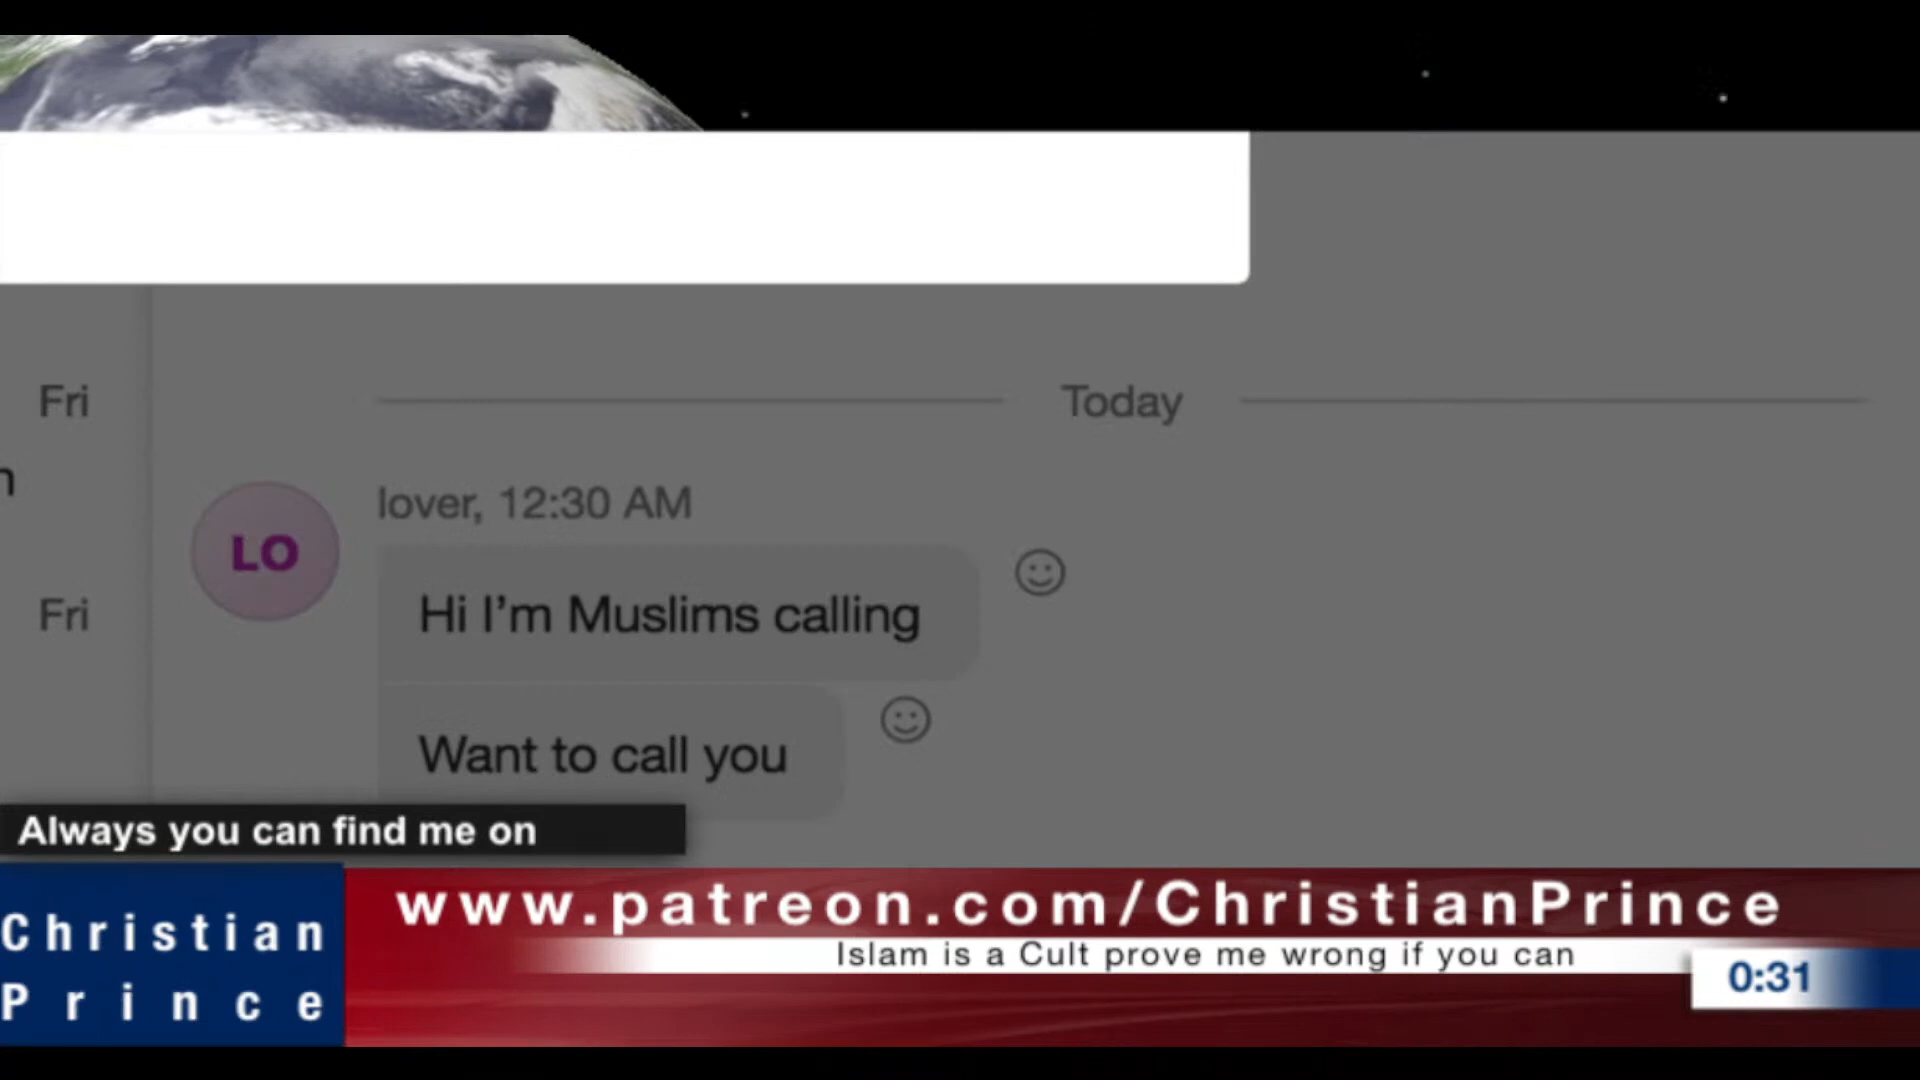 Fri
Today
n
lover, 12:30 AM
LO
Hi I'm Muslims calling
Fri
Want to call you
Always you can find me on
www.patreon.com/ChristianPrince
Christian
Prince
Islam is a Cult prove me wrong if you can
0:31